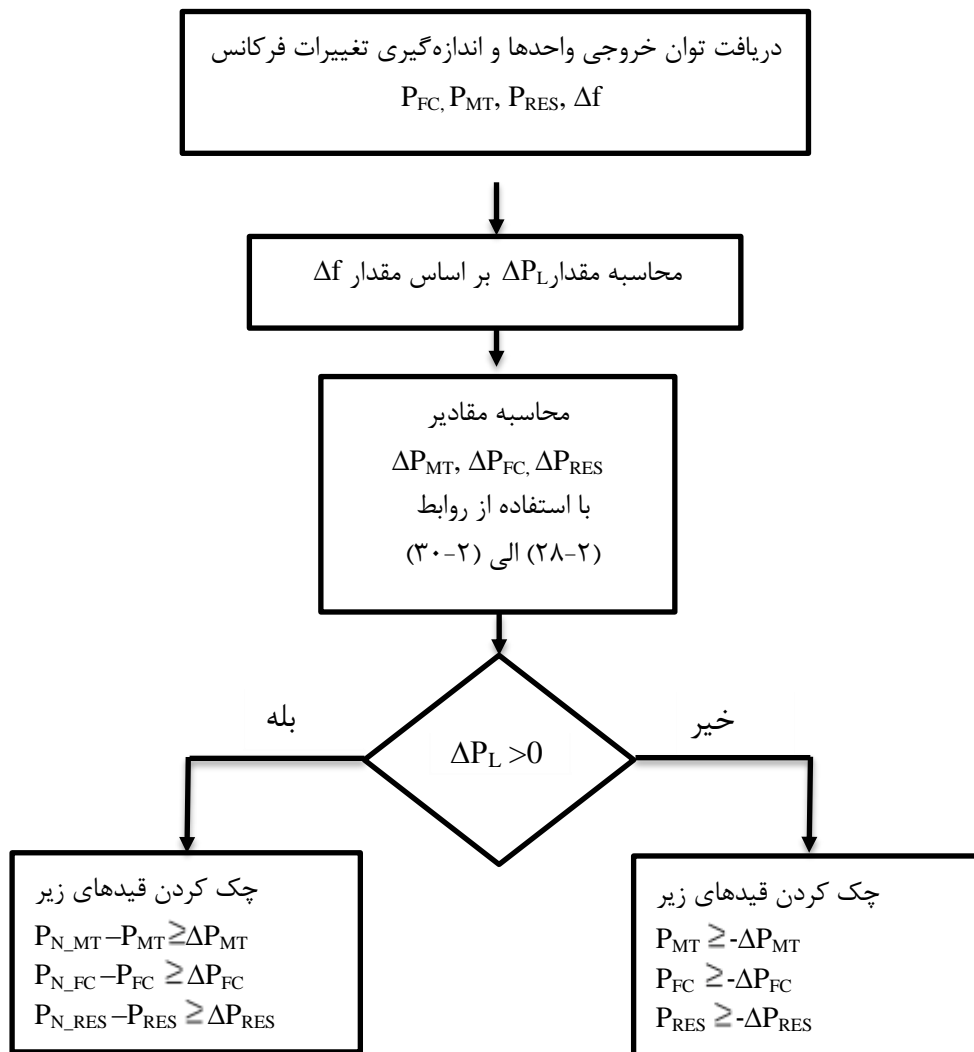 دریافت توان خروجی واحدها و اندازه‌گیری تغییرات فرکانس
P_FC, P_MT, P_RES, Δf
محاسبه مقدار ΔP_L بر اساس مقدار Δf
محاسبه مقادیر
ΔP_MT, ΔP_FC, ΔP_RES
با استفاده از روابط
(۲-۲۸) الی (۲-۳۰)
ΔP_L >0
بله
خیر
چک کردن قیدهای زیر
P_N_MT–P_MT≥ΔP_MT
P_N_FC–P_FC ≥ΔP_FC
P_N_RES–P_RES ≥ΔP_RES
چک کردن قیدهای زیر
P_MT ≥-ΔP_MT
P_FC ≥-ΔP_FC
P_RES ≥-ΔP_RES